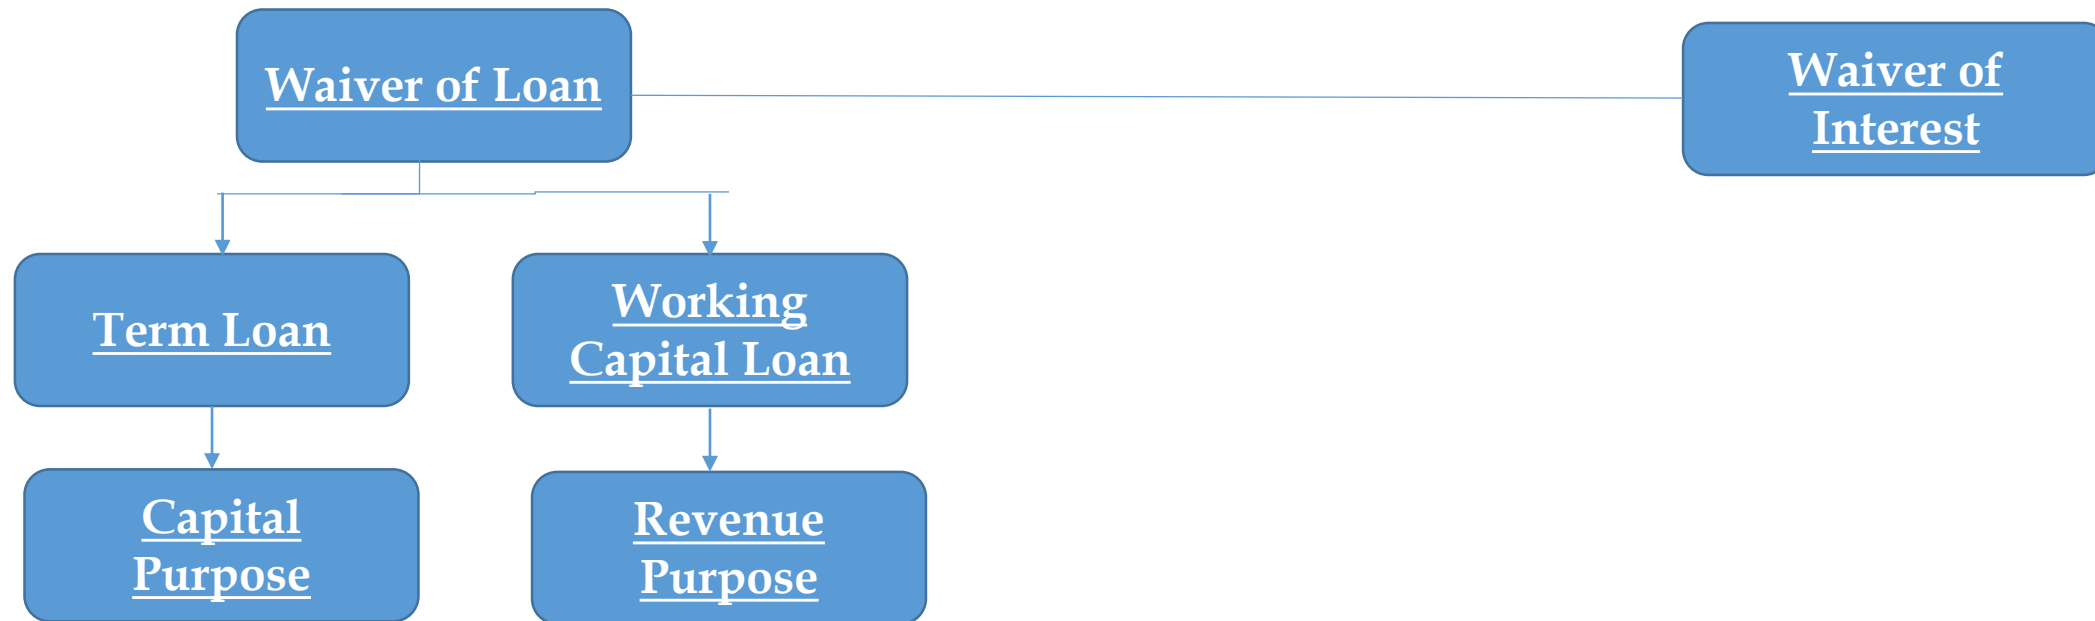 Waiver of Loan
Waiver of
Interest
Term Loan
Working
Capital Loan
Capital
Purpose
Revenue
Purpose